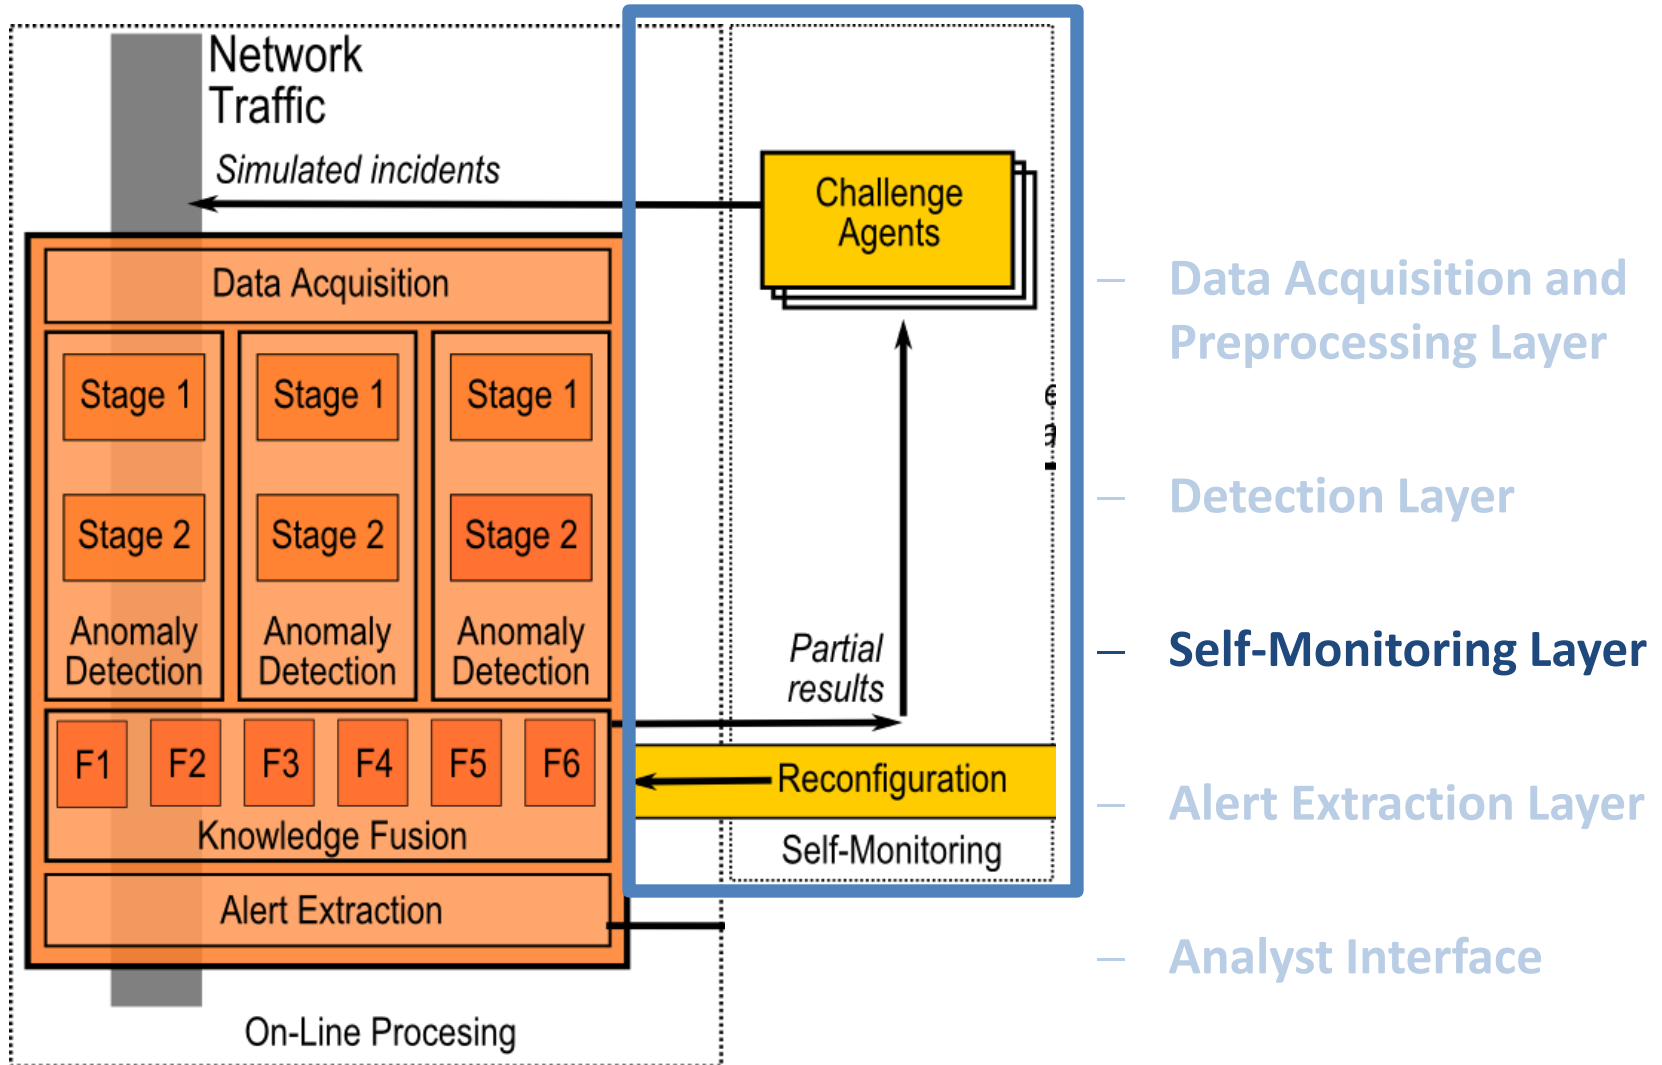 Network
Traffic
Simulated incidents
Challenge
Agents
Data Acquisition
Stage 1
Stage 1
Stage 1
Stage 2
Stage 2
Stage 2
Anomaly
Detection
Anomaly
Detection
Anomaly
Detection
Partial
results
F1
F2
F3
F4
F5
F6
Knowledge Fusion
Reconfiguration
Self-Monitoring
Alert Extraction
On-Line Procesing
– Data Acquisition and
Preprocessing Layer
– Detection Layer
– Self-Monitoring Layer
– Alert Extraction Layer
– Analyst Interface